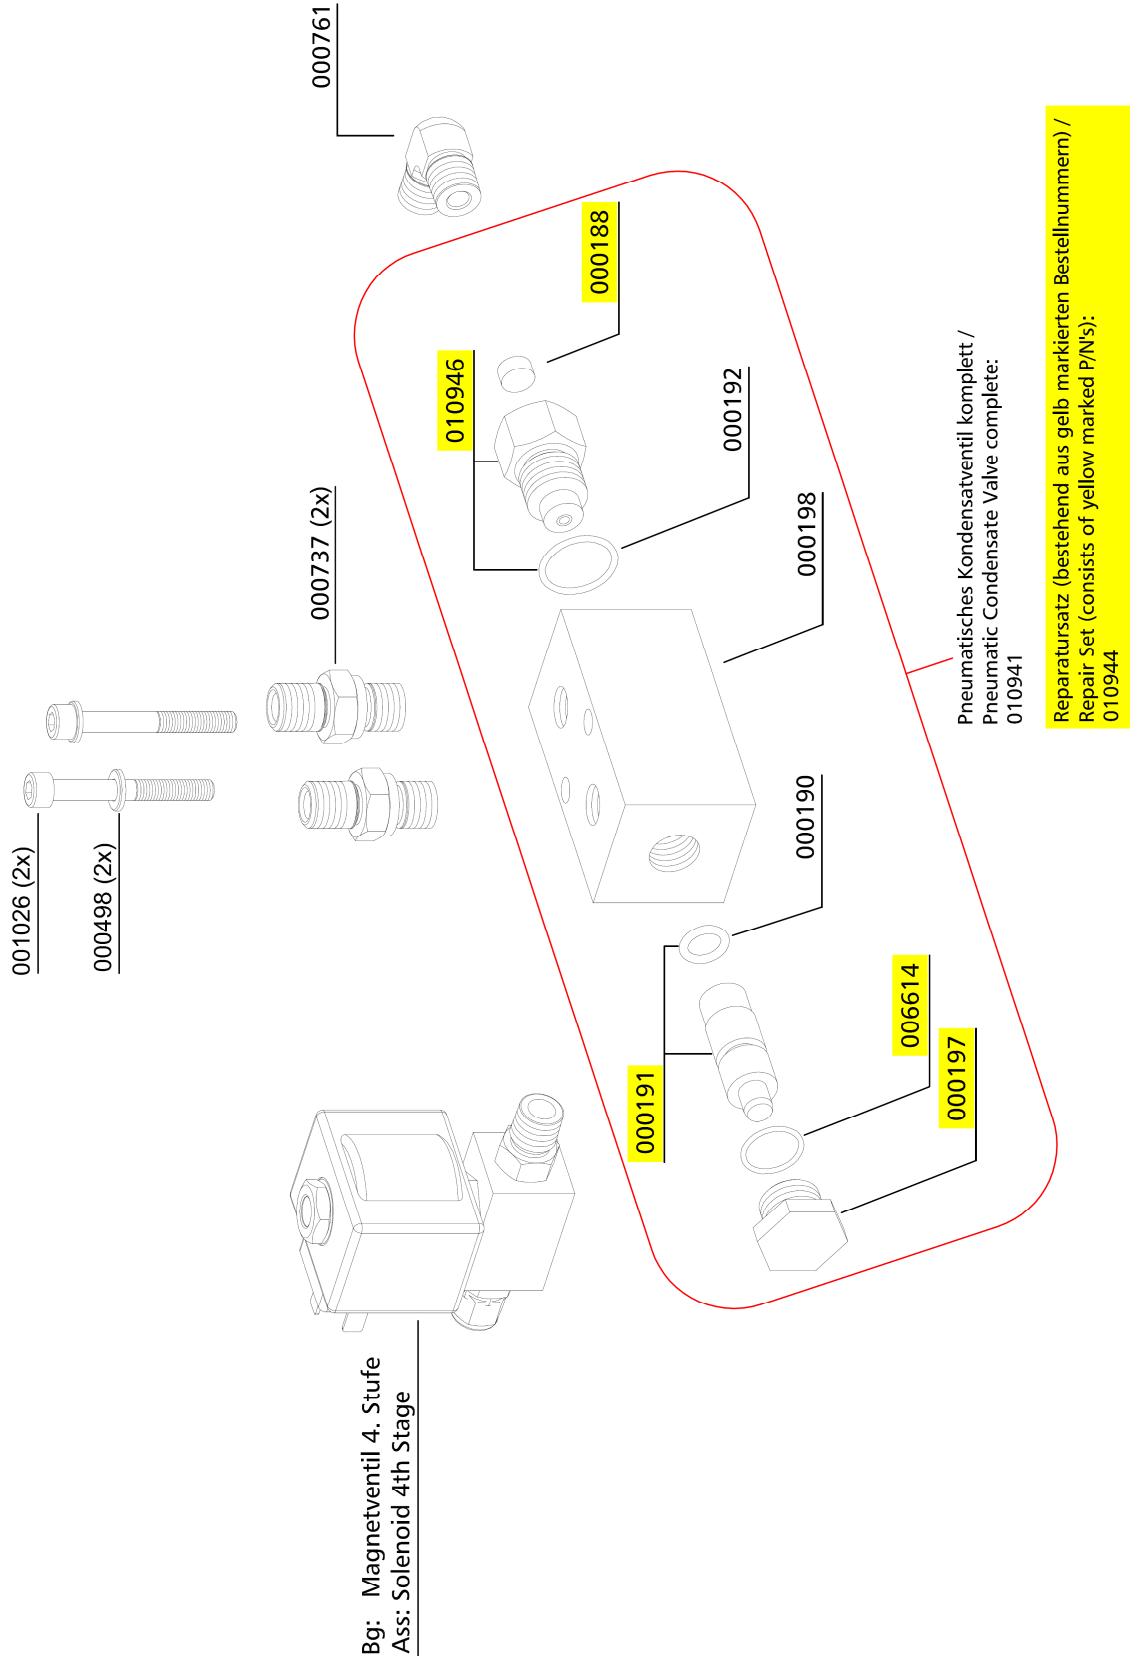 001026 (2x)
000498 (2x)
000737 (2x)
000761
Bg: Magnetventil 4. Stufe
Ass: Solenoid 4th Stage
010946
000188
000192
000198
000191
000190
006614
000197
Pneumatisches Kondensatventil komplett /
Pneumatic Condensate Valve complete:
010941
Reparatursatz (bestehend aus gelb markierten Bestellnummern) /
Repair Set (consists of yellow marked P/N's):
010944